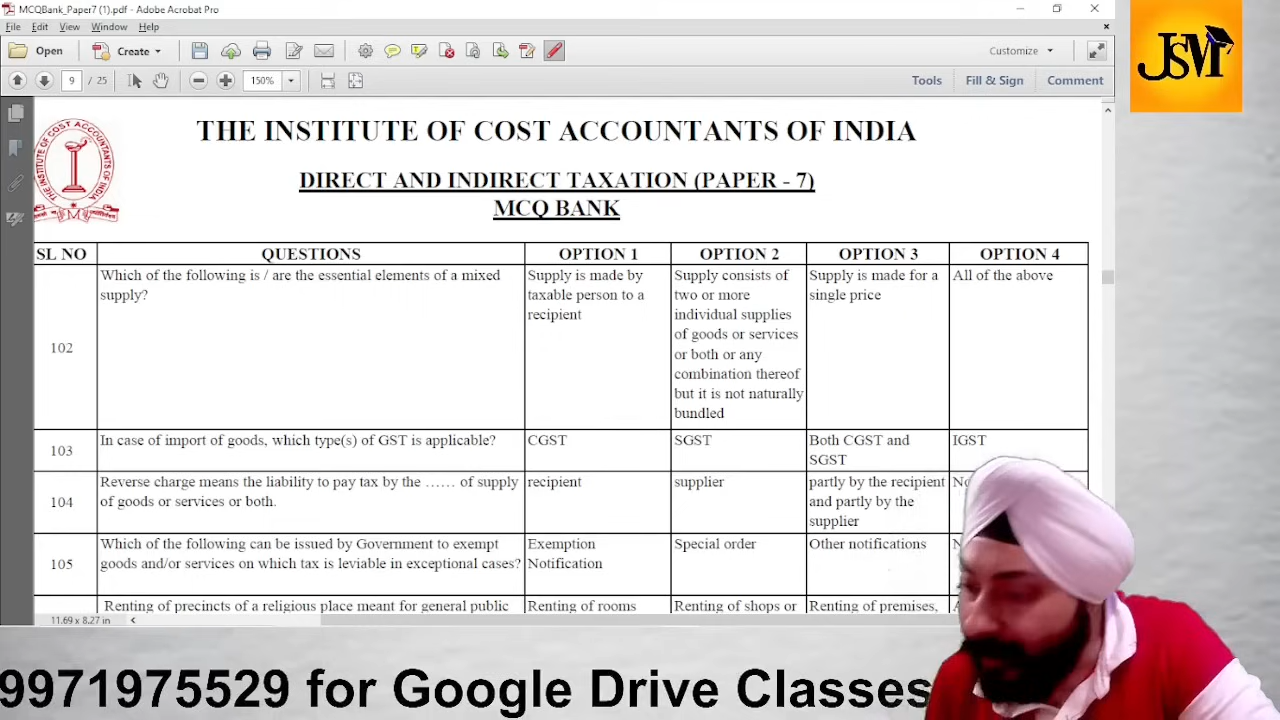 MCQBank_Paper7 (1).pdf - Adobe Acrobat Pro
File Edit View Window Help
Open Create Customize
9 / 25 150% Tools Fill & Sign Comment
JSM
THE INSTITUTE OF COST ACCOUNTANTS OF INDIA
DIRECT AND INDIRECT TAXATION (PAPER - 7)
MCQ BANK
SL NO QUESTIONS OPTION 1 OPTION 2 OPTION 3 OPTION 4
102
Which of the following is / are the essential elements of a mixed
supply?
Supply is made by
taxable person to a
recipient
Supply consists of
two or more
individual supplies
of goods or services
or both or any
combination thereof
but it is not naturally
bundled
Supply is made for a
single price
All of the above
103
In case of import of goods, which type(s) of GST is applicable?
CGST
SGST
Both CGST and
SGST
IGST
104
Reverse charge means the liability to pay tax by the …… of supply
of goods or services or both.
recipient
supplier
partly by the recipient
and partly by the
supplier
105
Which of the following can be issued by Government to exempt
goods and/or services on which tax is leviable in exceptional cases?
Exemption
Notification
Special order
Other notifications
Renting of precincts of a religious place meant for general public
Renting of rooms
Renting of shops or
Renting of premises,
11.69 x 8.27 in
9971975529 for Google Drive Classes